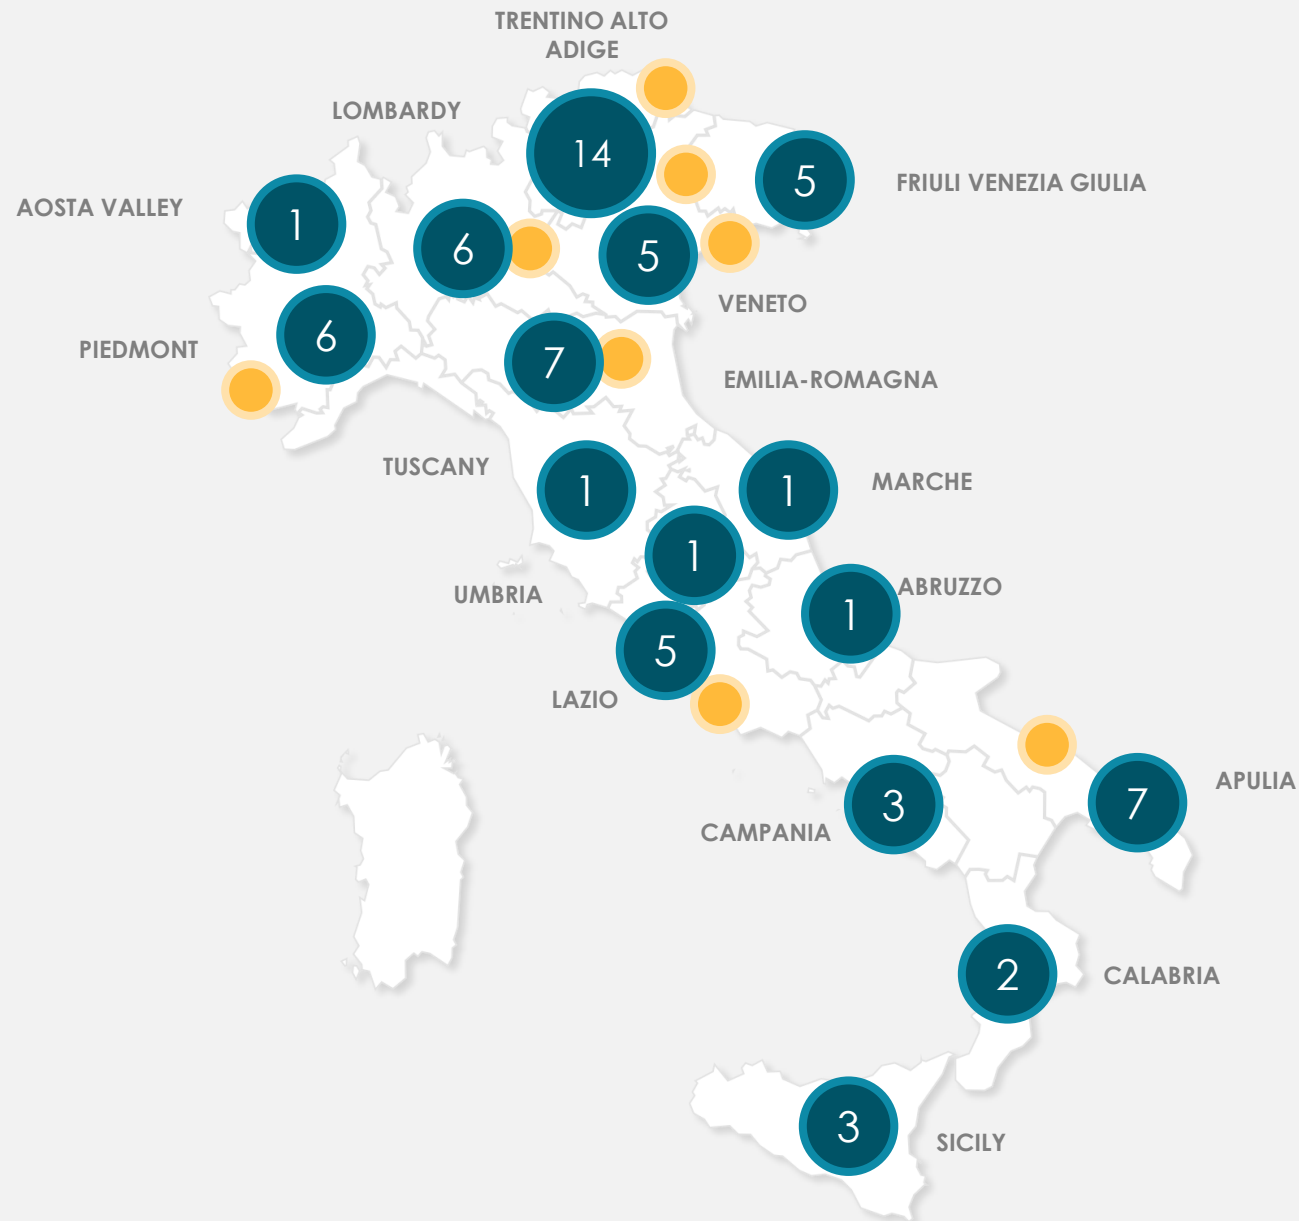 TRENTINO ALTO
ADIGE
LOMBARDY
14
5
FRIULI VENEZIA GIULIA
AOSTA VALLEY
1
6
5
VENETO
PIEDMONT
6
7
EMILIA-ROMAGNA
TUSCANY
1
1
MARCHE
1
UMBRIA
ABRUZZO
1
5
LAZIO
APULIA
7
3
CAMPANIA
2
CALABRIA
3
SICILY